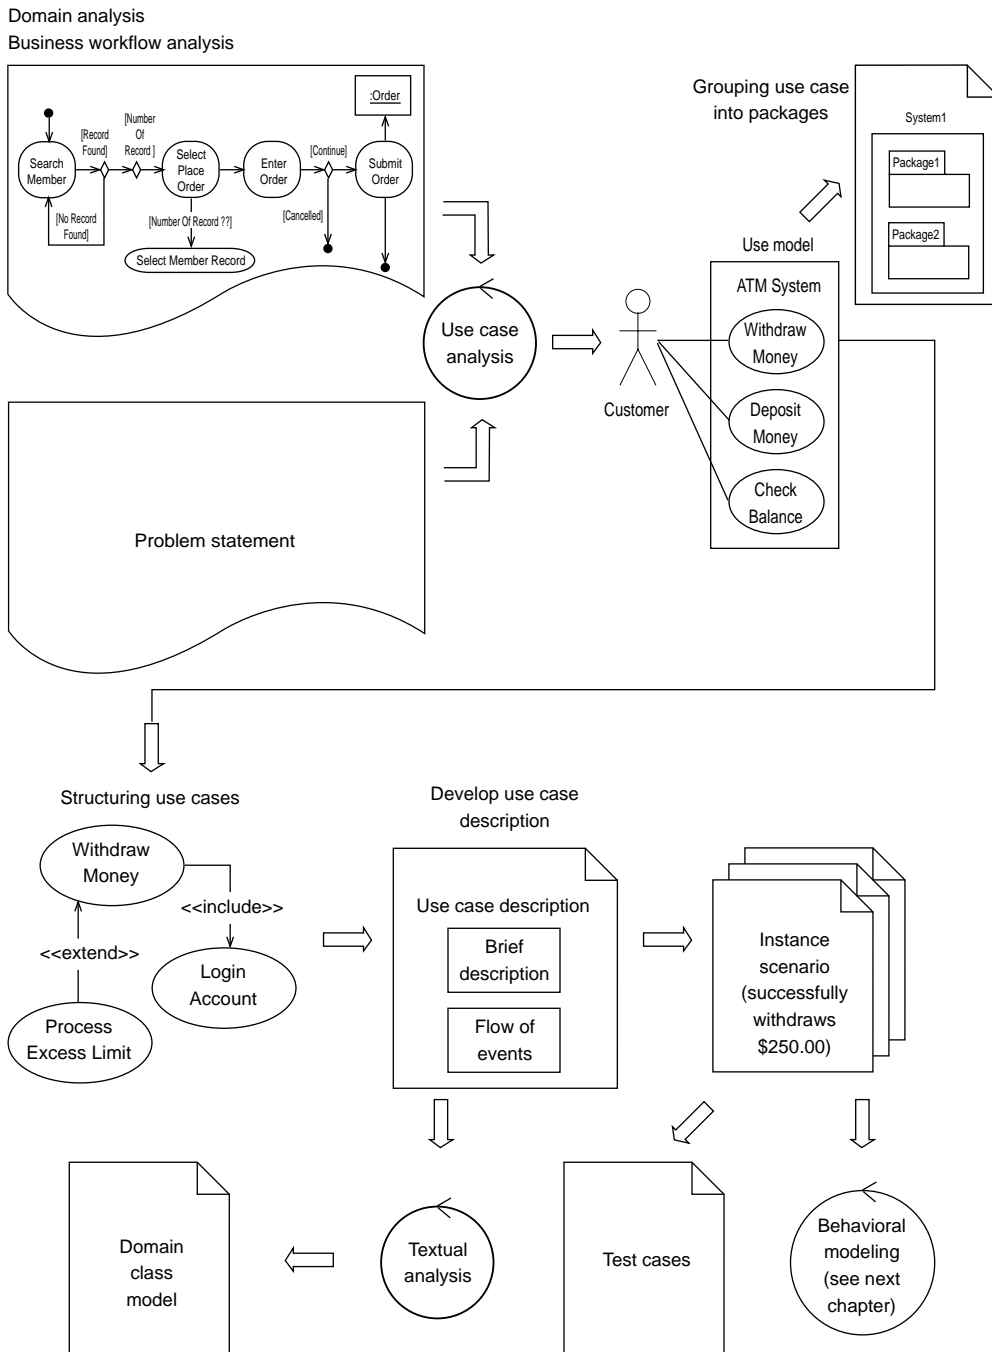 Domain analysis
Business workflow analysis
:Order
[Record
Found]
[Number
Of
Record ]
Search
Member
Select
Place
Order
Enter
Order
[Continue]
Submit
Order
[No Record
Found]
[Number Of Record ??]
[Cancelled]
Select Member Record
Use case
analysis
Problem statement
Customer
Use model
ATM System
Withdraw
Money
Deposit
Money
Check
Balance
Grouping use case
into packages
System1
Package1
Package2
Structuring use cases
Withdraw
Money
<<include>>
<<extend>>
Login
Account
Process
Excess Limit
Develop use case
description
Use case description
Brief
description
Flow of
events
Instance
scenario
(successfully
withdraws
$250.00)
Domain
class
model
Textual
analysis
Test cases
Behavioral
modeling
(see next
chapter)